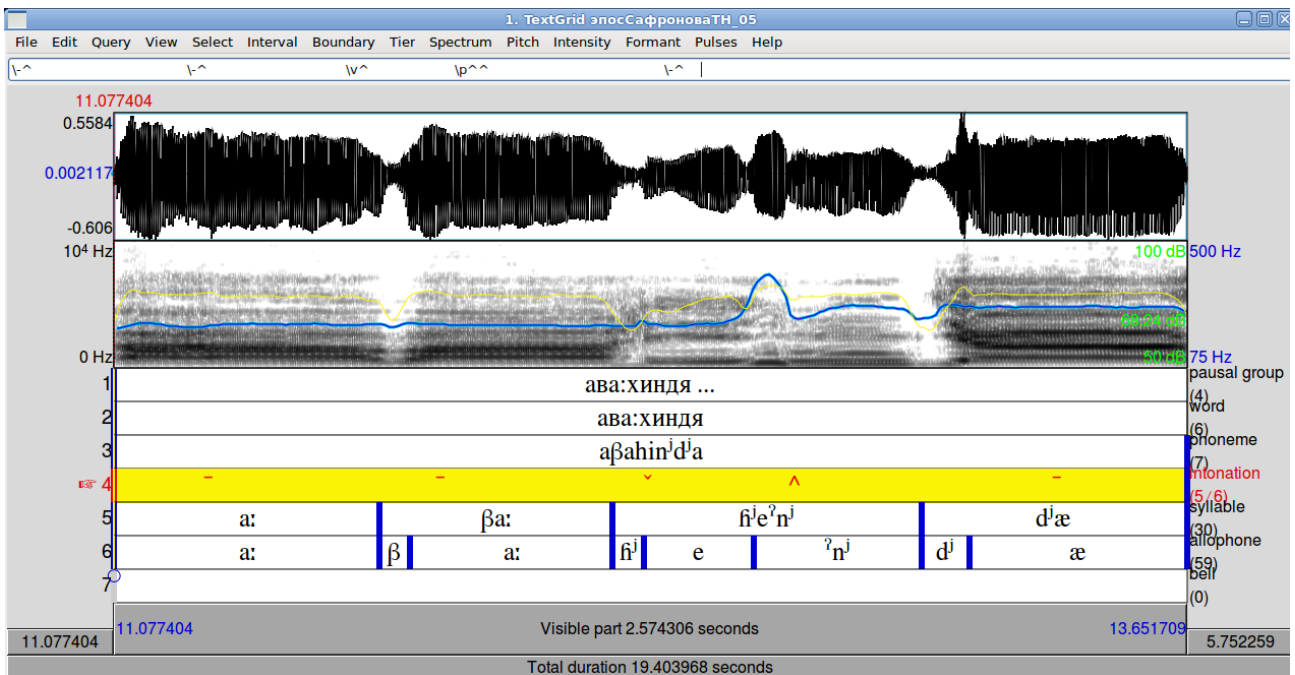 1. TextGrid эпосСафроноваТН_05
File Edit Query View Select Interval Boundary Tier Spectrum Pitch Intensity Formant Pulses Help
\-^ \-^ \v^ \p^^ \-^
11.077404
0.5584
0.002117
-0.606
10⁴ Hz 100 dB 500 Hz
0 Hz 50 dB 75 Hz
1 ава:хиндя ... pausal group (4)
2 ава:хиндя word (6)
3 aβahinʲdʲa phoneme (7)
☞ 4 ˉ ˉ ˇ ^ ˉ intonation (5/6)
5 aː βaː ɦʲeˀnʲ dʲæ syllable (30)
6 aː β aː ɦʲ e ˀnʲ dʲ æ allophone (59)
7 bell (0)
11.077404 11.077404 Visible part 2.574306 seconds 13.651709 5.752259
Total duration 19.403968 seconds